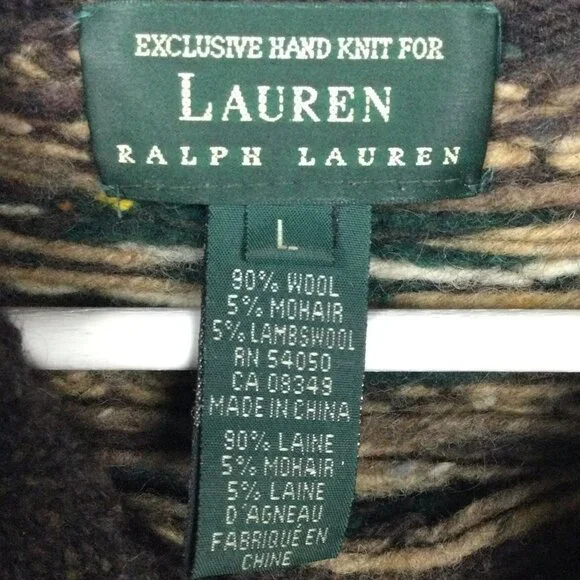 EXCLUSIVE HAND KNIT FOR
LAUREN
RALPH LAUREN
L
90% WOOL
5% MOHAIR
5% LAMBSWOOL
RN 54050
CA 08349
MADE IN CHINA
90% LAINE
5% MOHAIR
5% LAINE
D'AGNEAU
FABRIQUÉ EN
CHINE